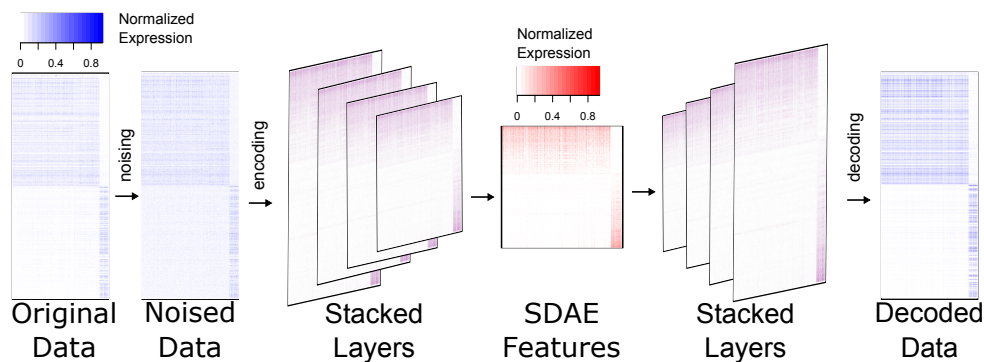 Normalized
Expression
0 0.4 0.8
Normalized
Expression
0 0.4 0.8
noising
encoding
decoding
Original
Data
Noised
Data
Stacked
Layers
SDAE
Features
Stacked
Layers
Decoded
Data